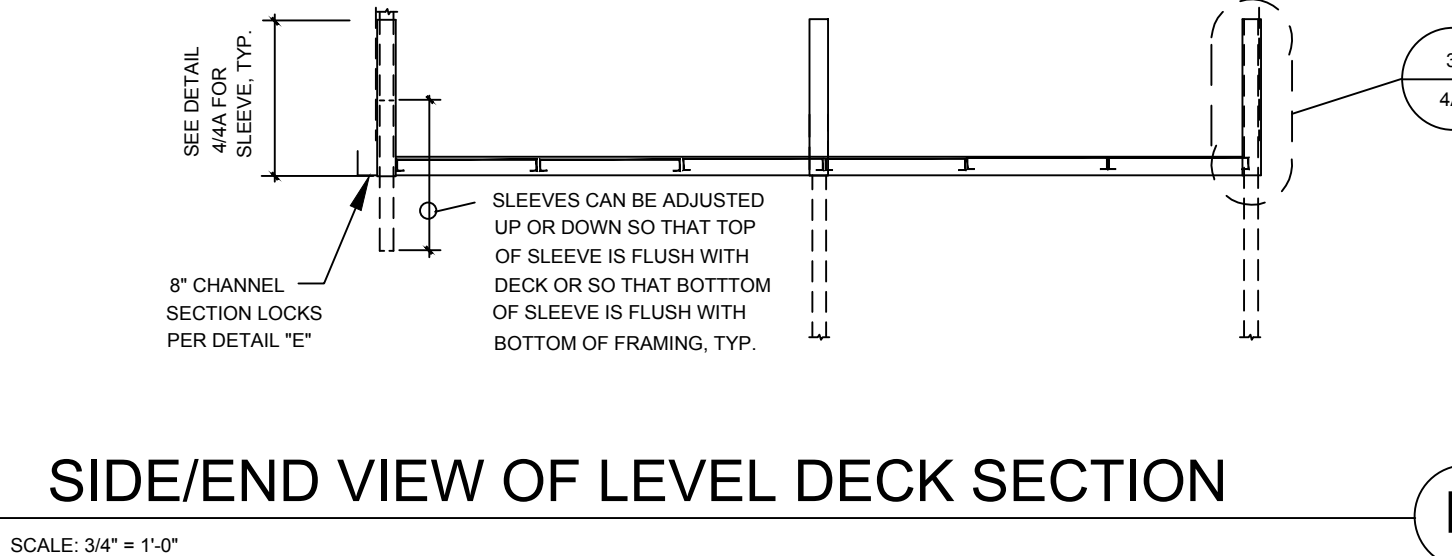 SEE DETAIL
4/4A FOR
SLEEVE, TYP.
3
SLEEVES CAN BE ADJUSTED
UP OR DOWN SO THAT TOP
OF SLEEVE IS FLUSH WITH
DECK OR SO THAT BOTTTOM
OF SLEEVE IS FLUSH WITH
BOTTOM OF FRAMING, TYP.
8" CHANNEL
SECTION LOCKS
PER DETAIL "E"
SIDE/END VIEW OF LEVEL DECK SECTION
SCALE: 3/4" = 1'-0"